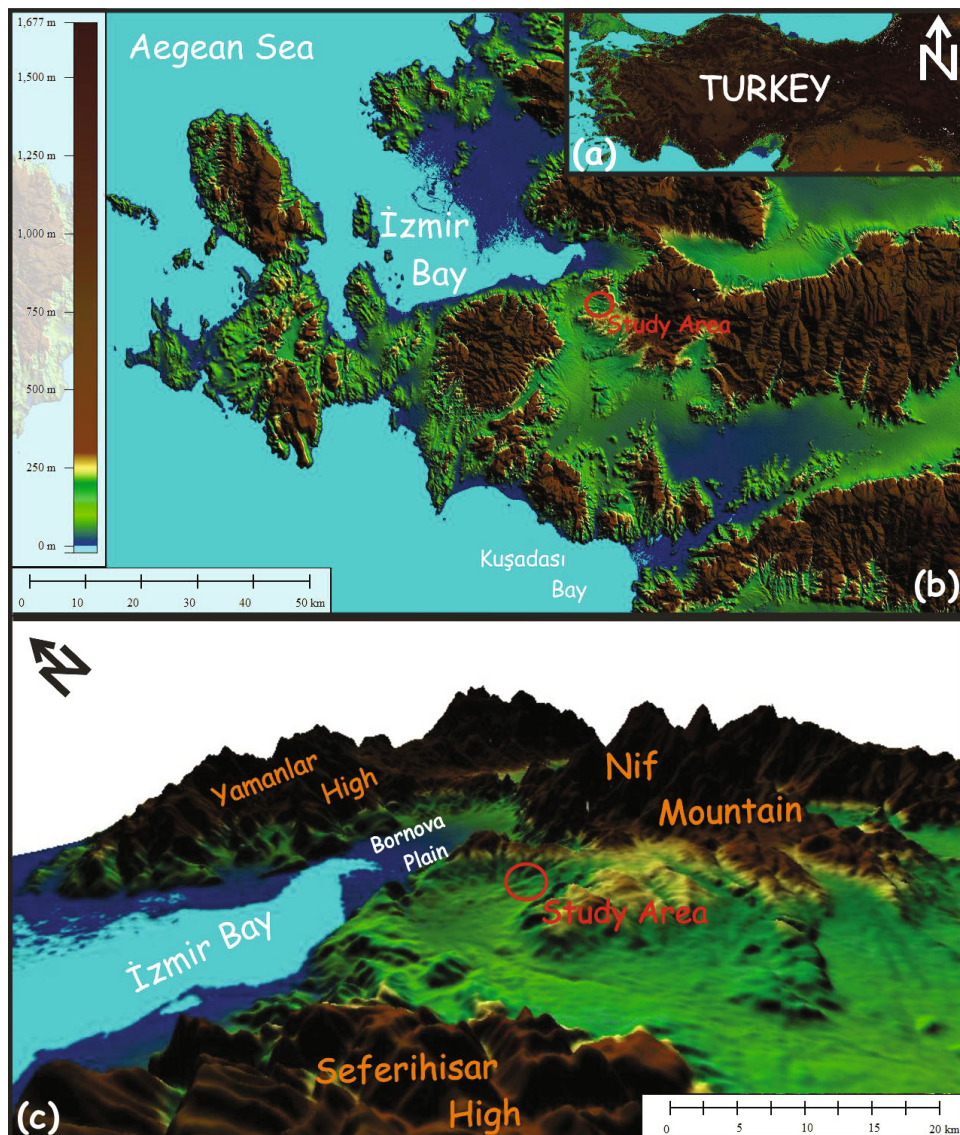 1,677 m
1,500 m
1,250 m
1,000 m
750 m
500 m
250 m
0 m
0 10 20 30 40 50 km
Aegean Sea
İzmir
Bay
Study Area
Kuşadası
Bay
(b)
TURKEY
(a)
N
N
Yamanlar
High
Nif
Mountain
Bornova
Plain
Study Area
İzmir Bay
Seferihisar
High
(c)
0 5 10 15 20 km